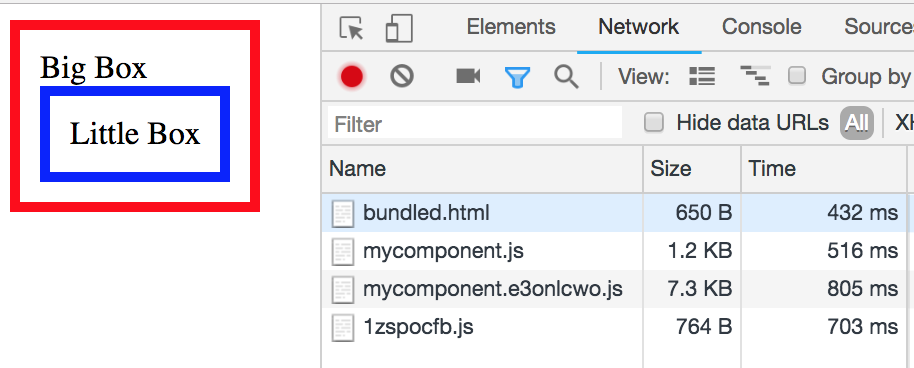 Big Box
Little Box
Elements Network Console Sources
View: Group by
Filter Hide data URLs All XH
Name Size Time
bundled.html 650 B 432 ms
mycomponent.js 1.2 KB 516 ms
mycomponent.e3onlcwo.js 7.3 KB 805 ms
1zspocfb.js 764 B 703 ms